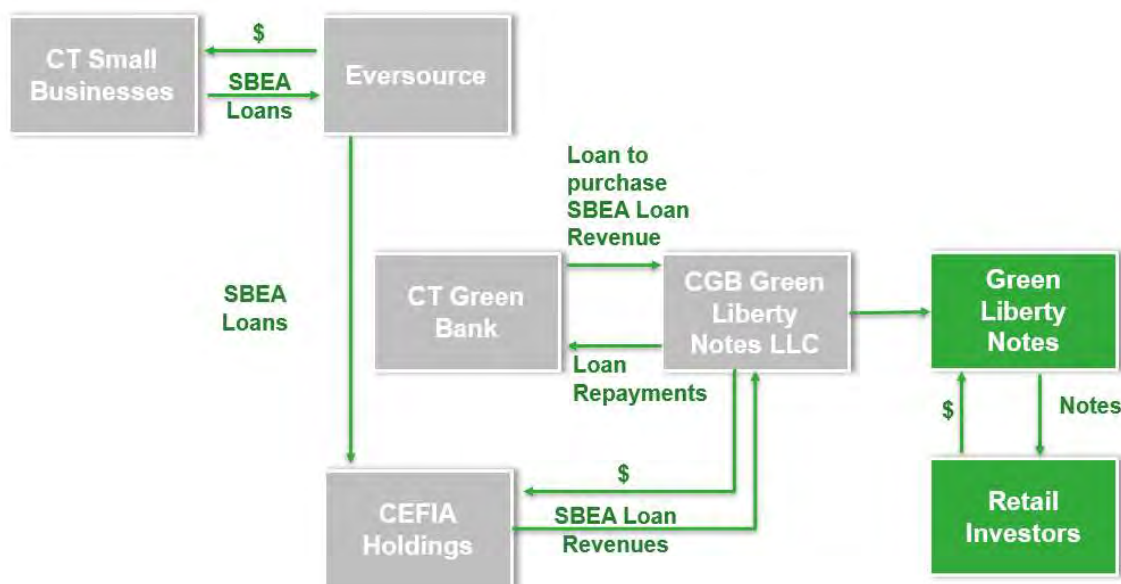 $
CT Small
Businesses
SBEA
Loans
Eversource
Loan to
purchase
SBEA Loan
Revenue
SBEA
Loans
CT Green
Bank
CGB Green
Liberty
Notes LLC
Green
Liberty
Notes
Loan
Repayments
$
Notes
$
CEFIA
Holdings
SBEA Loan
Revenues
Retail
Investors